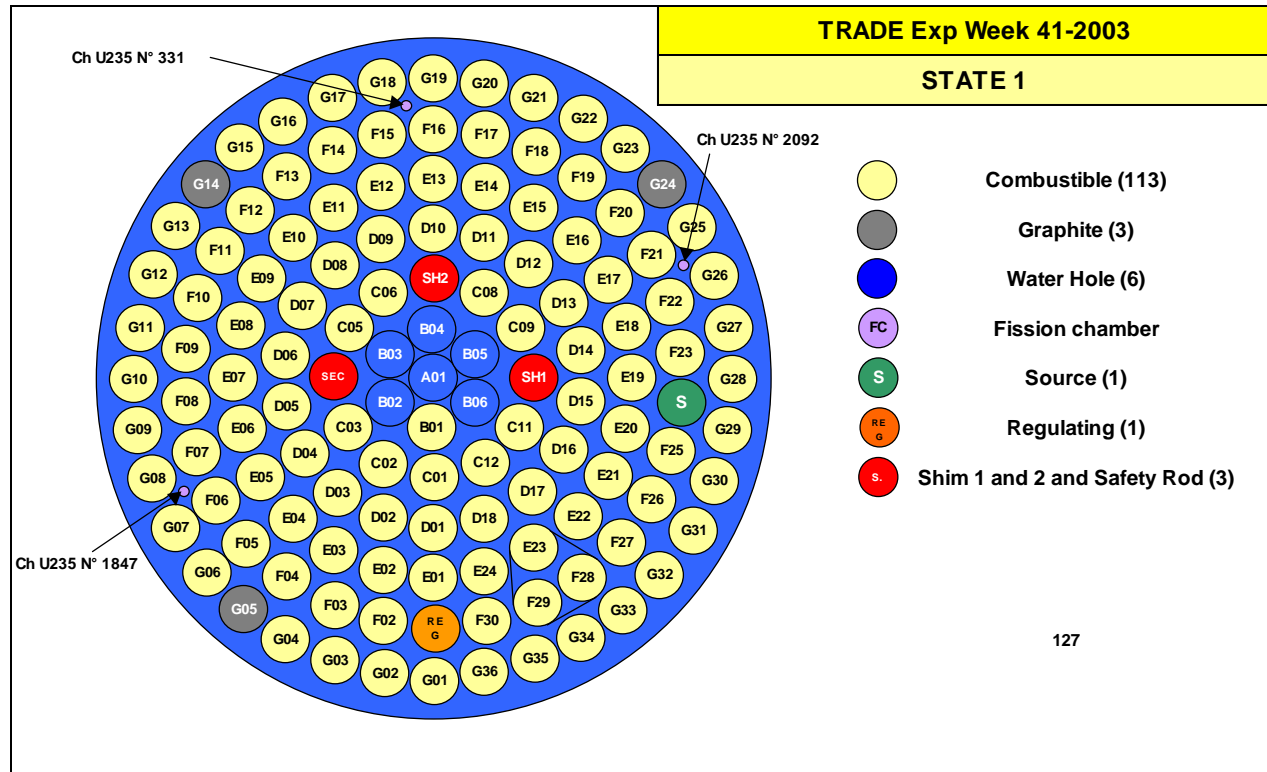 TRADE Exp Week 41-2003
STATE 1
Ch U235 N° 331
Ch U235 N° 2092
Ch U235 N° 1847
G19
G18 G20
G17 G21
G16 G22
G15 G23
G14 G24
G13 G25
G12 G26
G11 G27
G10 G28
G09 G29
G08 G30
G07 G31
G06 G32
G05 G33
G04 G34
G03 G35
G02 G36
G01
F16
F15 F17
F14 F18
F13 F19
F12 F20
F11 F21
F10 F22
F09 F23
F08 S
F07 F25
F06 F26
F05 F27
F04 F28
F03 F29
F02 F30
RE
G
E13
E12 E14
E11 E15
E10 E16
E09 E17
E08 E18
E07 E19
E06 E20
E05 E21
E04 E22
E03 E23
E02 E24
E01
D10
D09 D11
D08 D12
D07 D13
D06 D14
D05 D15
D04 D16
D03 D17
D02 D18
D01
SH2
C06 C08
C05 C09
SEC SH1
C03 C11
C02 C12
C01
B04
B03 B05
A01
B02 B06
B01
Combustible (113)
Graphite (3)
Water Hole (6)
FC Fission chamber
S Source (1)
RE
G
Regulating (1)
S. Shim 1 and 2 and Safety Rod (3)
127